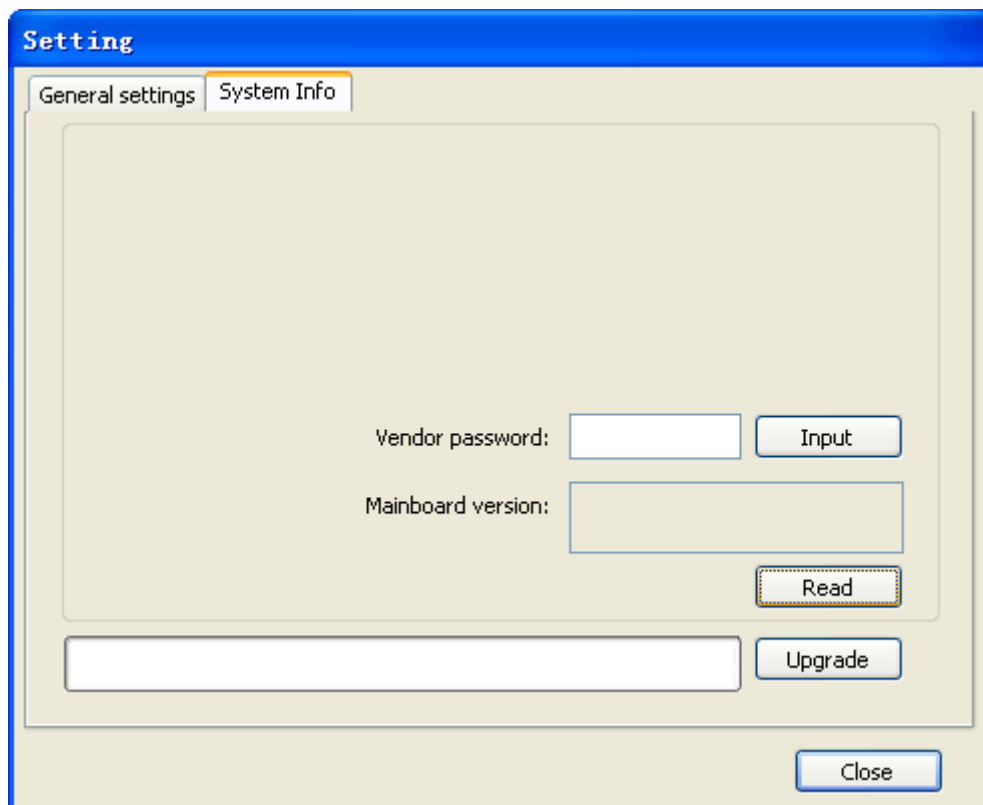 Setting
General settings
System Info
Vendor password:
Input
Mainboard version:
Read
Upgrade
Close